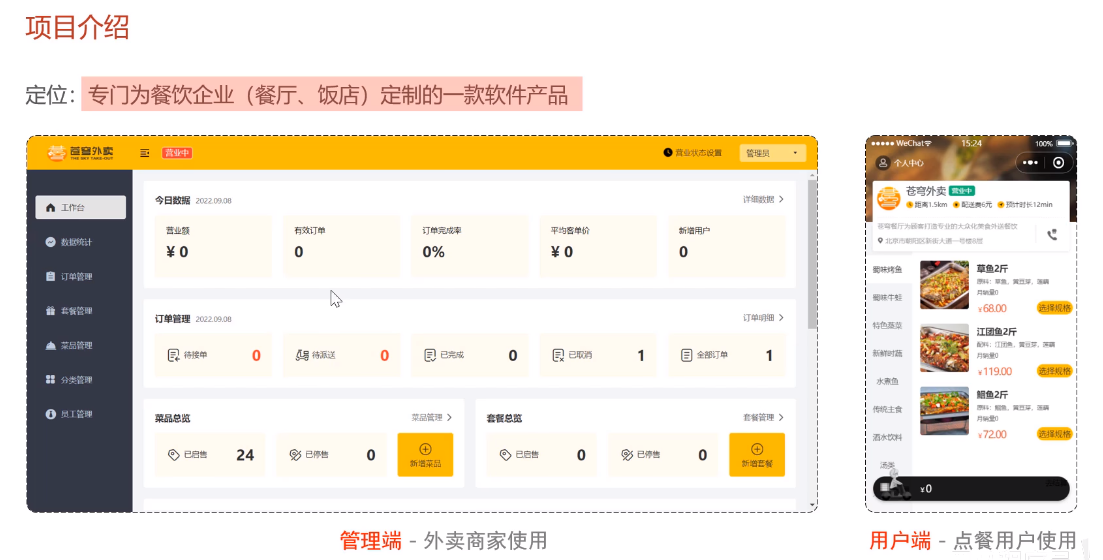 项目介绍
定位：专门为餐饮企业（餐厅、饭店）定制的一款软件产品
苍穹外卖
THE SKY TAKE-OUT
营业中
营业状态设置
管理员
工作台
数据统计
订单管理
套餐管理
菜品管理
分类管理
员工管理
今日数据 2022.09.08
详细数据
营业额
¥ 0
有效订单
0
订单完成率
0%
平均客单价
¥ 0
新增用户
0
订单管理 2022.09.08
订单明细
待接单 0
待派送 0
已完成 0
已取消 1
全部订单 1
菜品总览
菜品管理
已启售 24
已停售 0
新增菜品
套餐总览
套餐管理
已启售 0
已停售 0
新增套餐
管理端 - 外卖商家使用
WeChat 15:24 100%
个人中心
苍穹外卖 营业中
距离1.5km 配送费6元 预计时长12min
苍穹餐厅为顾客打造专业的大众化美食外送餐饮
北京市朝阳区新街大道一号楼8层
蜀味烤鱼
蜀味牛蛙
特色蒸菜
新鲜时蔬
水煮鱼
传统主食
酒水饮料
汤类
草鱼2斤
原料：草鱼，黄豆芽，莲藕
月销量0
¥68.00
选择规格
江团鱼2斤
配料：江团鱼，黄豆芽，莲藕
月销量0
¥119.00
选择规格
鮰鱼2斤
原料：鮰鱼，黄豆芽，莲藕
月销量0
¥72.00
选择规格
¥0
用户端 - 点餐用户使用